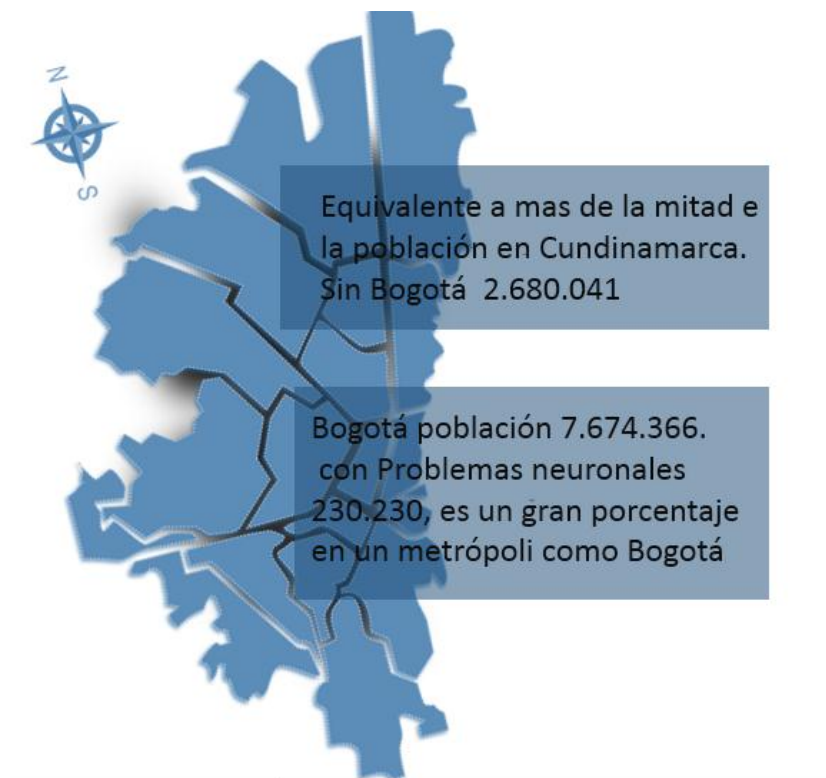 N
S
Equivalente a mas de la mitad e
la población en Cundinamarca.
Sin Bogotá 2.680.041
Bogotá población 7.674.366.
con Problemas neuronales
230.230, es un gran porcentaje
en un metrópoli como Bogotá